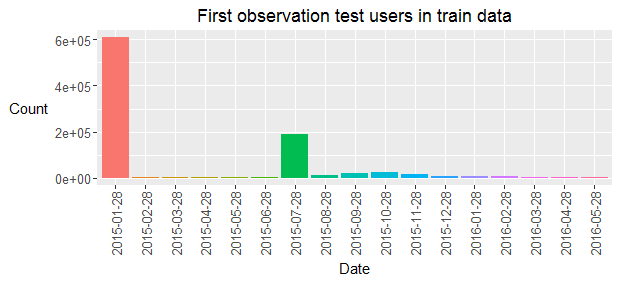 First observation test users in train data
Count
6e+05
4e+05
2e+05
0e+00
2015-01-28
2015-02-28
2015-03-28
2015-04-28
2015-05-28
2015-06-28
2015-07-28
2015-08-28
2015-09-28
2015-10-28
2015-11-28
2015-12-28
2016-01-28
2016-02-28
2016-03-28
2016-04-28
2016-05-28
Date